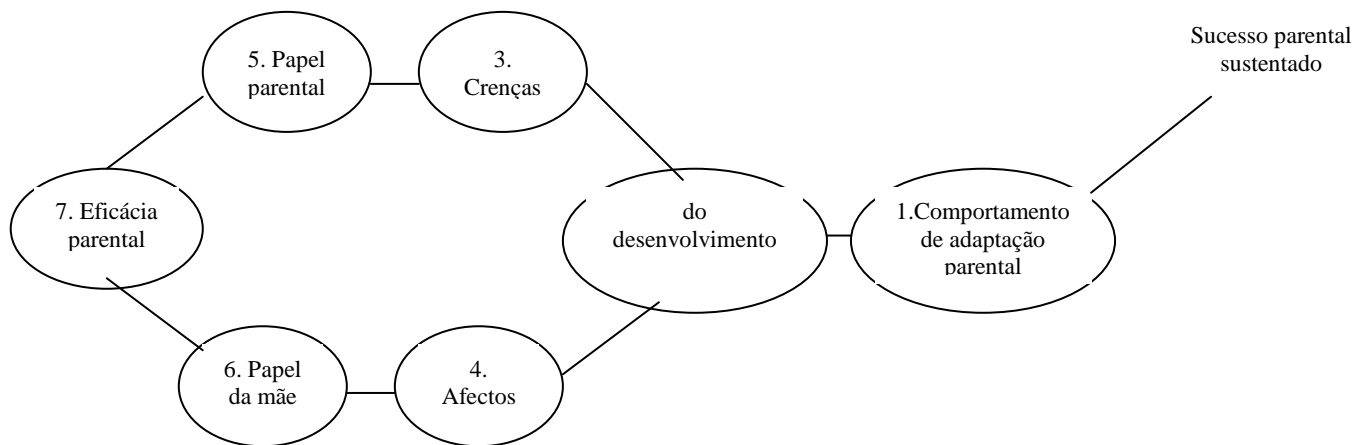 Sucesso parental
sustentado
5. Papel
parental
3.
Crenças
7. Eficácia
parental
do
desenvolvimento
1.Comportamento
de adaptação
parental
6. Papel
da mãe
4.
Afectos